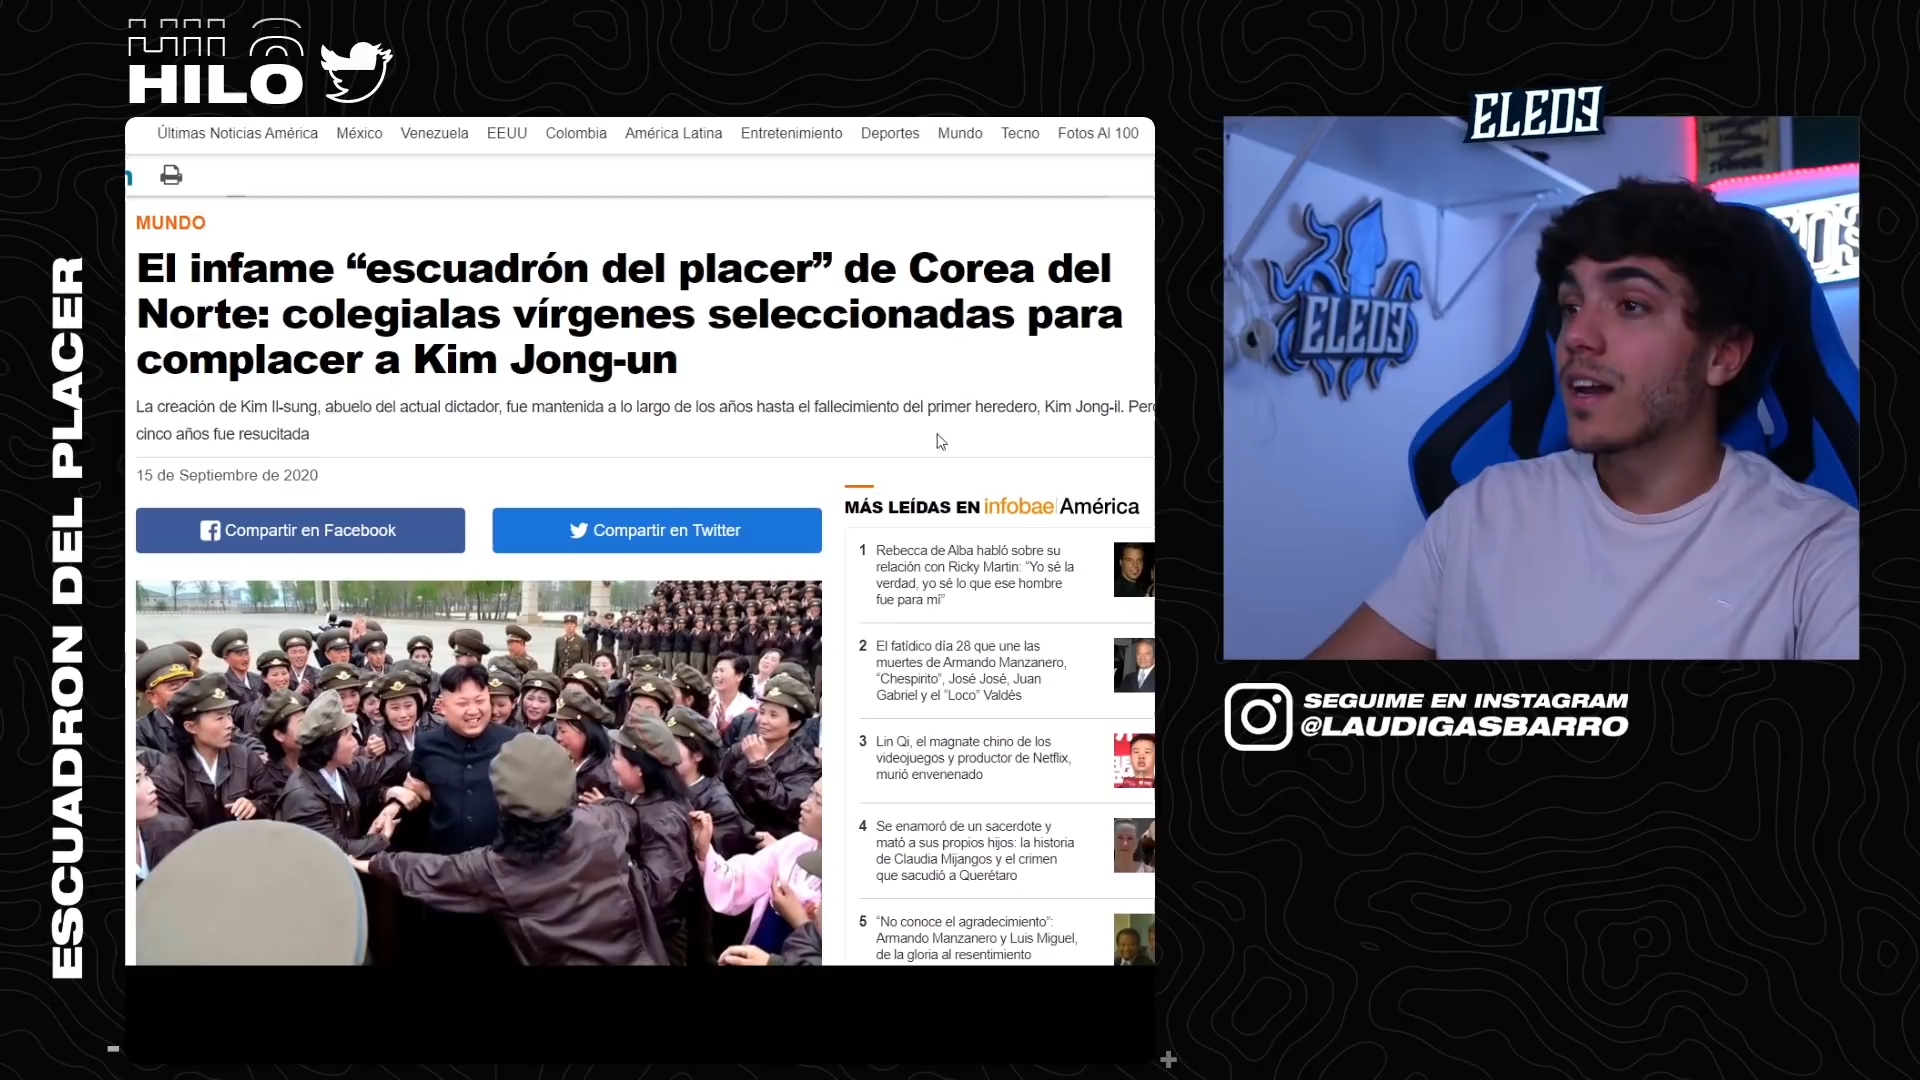 HILO
ESCUADRON DEL PLACER
Últimas Noticias América México Venezuela EEUU Colombia América Latina Entretenimiento Deportes Mundo Tecno Fotos Al 100
MUNDO
El infame “escuadrón del placer” de Corea del
Norte: colegialas vírgenes seleccionadas para
complacer a Kim Jong-un
La creación de Kim Il-sung, abuelo del actual dictador, fue mantenida a lo largo de los años hasta el fallecimiento del primer heredero, Kim Jong-il.
cinco años fue resucitada
15 de Septiembre de 2020
Compartir en Facebook
Compartir en Twitter
MÁS LEÍDAS EN infobae América
1 Rebecca de Alba habló sobre su
relación con Ricky Martin: “Yo sé la
verdad, yo sé lo que ese hombre
fue para mí”
2 El fatídico día 28 que une las
muertes de Armando Manzanero,
“Chespirito”, José José, Juan
Gabriel y el “Loco” Valdés
3 Lin Qi, el magnate chino de los
videojuegos y productor de Netflix,
murió envenenado
4 Se enamoró de un sacerdote y
mató a sus propios hijos: la historia
de Claudia Mijangos y el crimen
que sacudió a Querétaro
5 “No conoce el agradecimiento”:
Armando Manzanero y Luis Miguel,
de la gloria al resentimiento
ELED3
ELED3
SEGUIME EN INSTAGRAM
@LAUDIGASBARRO